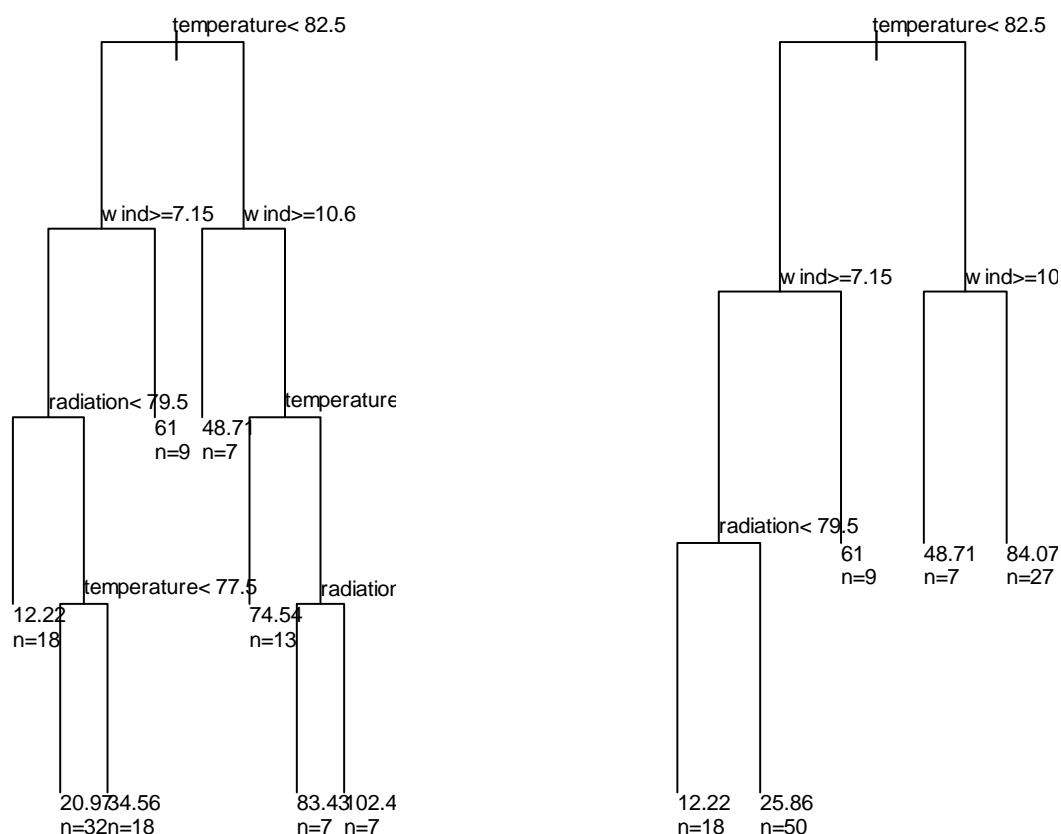 temperature< 82.5
wind>=7.15
wind>=10.6
radiation< 79.5
temperature
61
n=9
48.71
n=7
temperature< 77.5
radiation
12.22
n=18
74.54
n=13
20.97
n=32
34.56
n=18
83.43
n=7
102.4
n=7
temperature< 82.5
wind>=7.15
wind>=10
radiation< 79.5
61
n=9
48.71
n=7
84.07
n=27
12.22
n=18
25.86
n=50